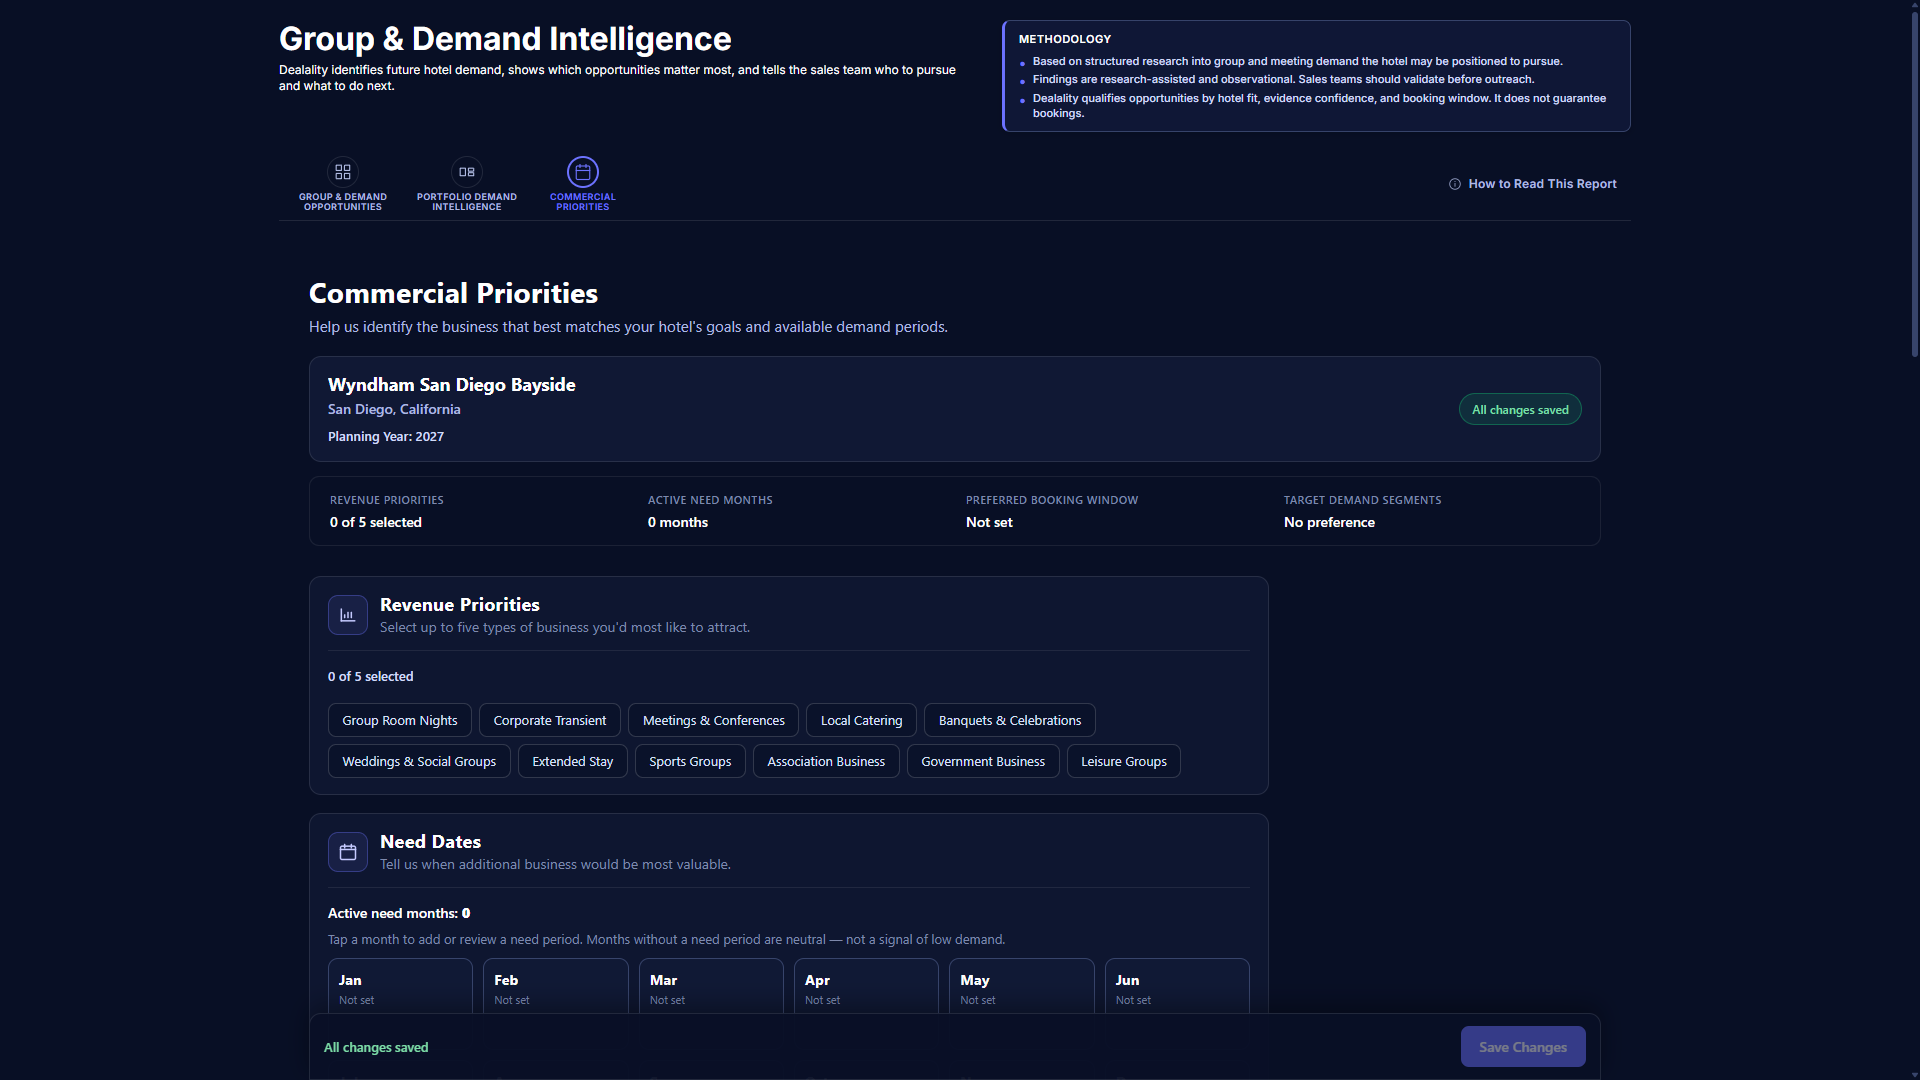 Group & Demand Intelligence
Dealality identifies future hotel demand, shows which opportunities matter most, and tells the sales team who to pursue
and what to do next.
METHODOLOGY
Based on structured research into group and meeting demand the hotel may be positioned to pursue.
Findings are research-assisted and observational. Sales teams should validate before outreach.
Dealality qualifies opportunities by hotel fit, evidence confidence, and booking window. It does not guarantee
bookings.
GROUP & DEMAND
OPPORTUNITIES
PORTFOLIO DEMAND
INTELLIGENCE
COMMERCIAL
PRIORITIES
How to Read This Report
Commercial Priorities
Help us identify the business that best matches your hotel's goals and available demand periods.
Wyndham San Diego Bayside
San Diego, California
Planning Year: 2027
All changes saved
REVENUE PRIORITIES
0 of 5 selected
ACTIVE NEED MONTHS
0 months
PREFERRED BOOKING WINDOW
Not set
TARGET DEMAND SEGMENTS
No preference
Revenue Priorities
Select up to five types of business you'd most like to attract.
0 of 5 selected
Group Room Nights
Corporate Transient
Meetings & Conferences
Local Catering
Banquets & Celebrations
Weddings & Social Groups
Extended Stay
Sports Groups
Association Business
Government Business
Leisure Groups
Need Dates
Tell us when additional business would be most valuable.
Active need months: 0
Tap a month to add or review a need period. Months without a need period are neutral — not a signal of low demand.
Jan
Not set
Feb
Not set
Mar
Not set
Apr
Not set
May
Not set
Jun
Not set
All changes saved
Save Changes